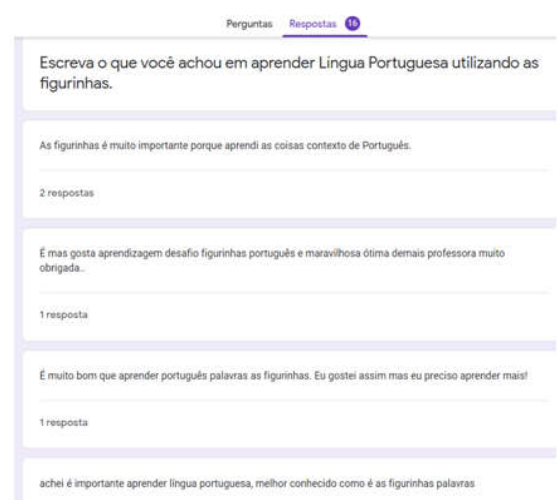 Perguntas Respostas 16
Escreva o que você achou em aprender Língua Portuguesa utilizando as
figurinhas.
As figurinhas é muito importante porque aprendi as coisas contexto de Português.
2 respostas
É mas gosta aprendizagem desafio figurinhas português e maravilhosa ótima demais professora muito
obrigada..
1 resposta
É muito bom que aprender português palavras as figurinhas. Eu gostei assim mas eu preciso aprender mais!
1 resposta
achei é importante aprender língua portuguesa, melhor conhecido como é as figurinhas palavras